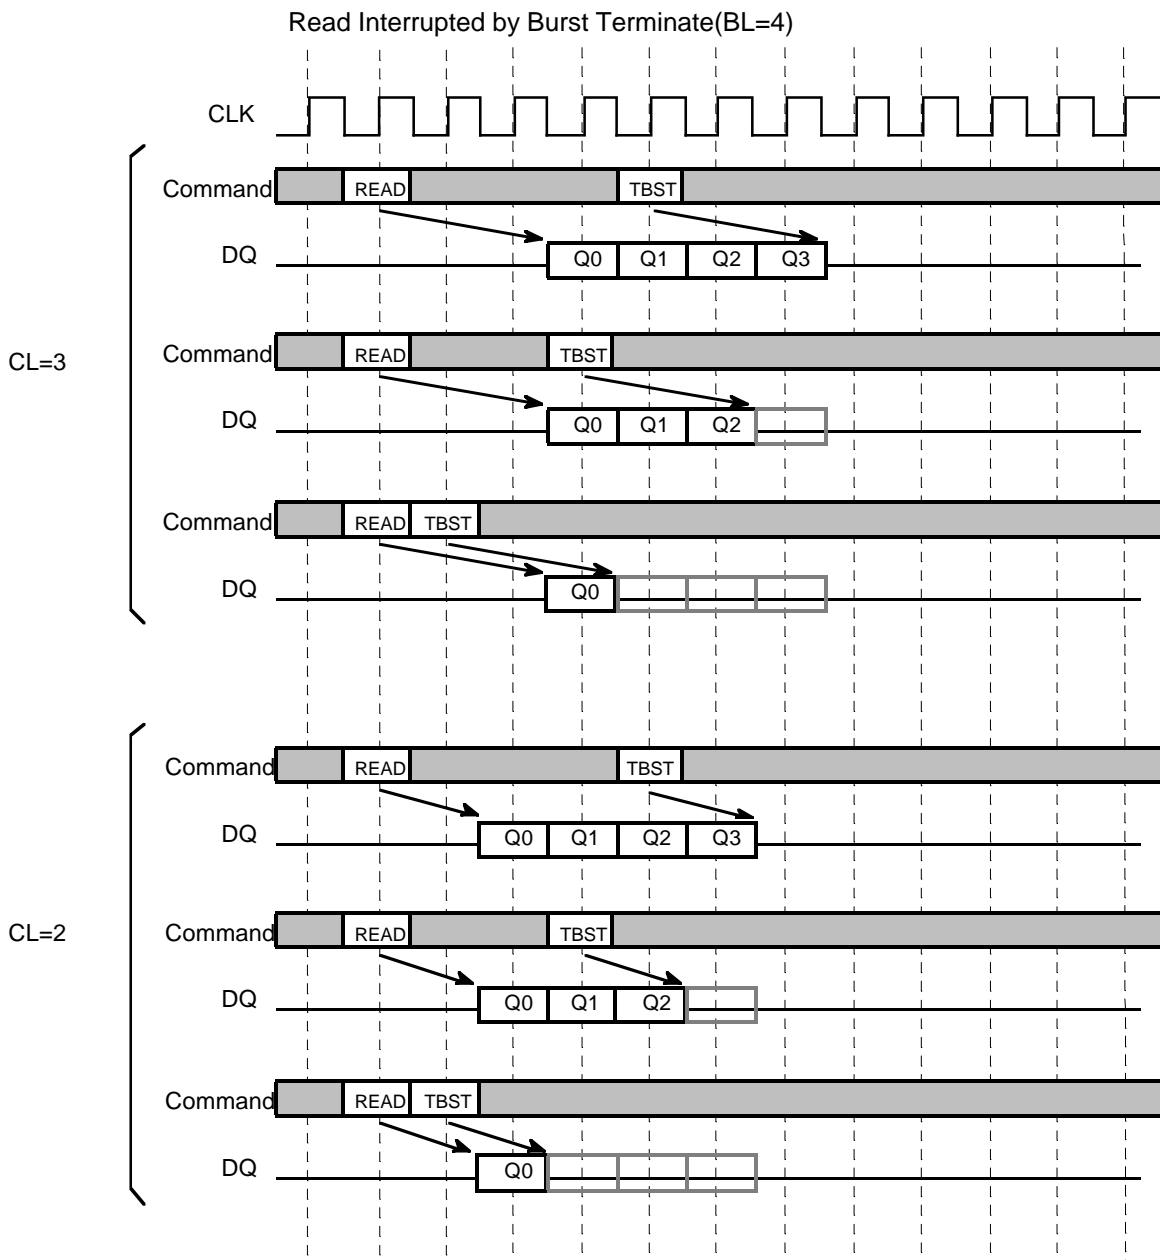 Read Interrupted by Burst Terminate(BL=4)
CLK
Command READ TBST
DQ Q0 Q1 Q2 Q3
CL=3
Command READ TBST
DQ Q0 Q1 Q2
Command READ TBST
DQ Q0
Command READ TBST
DQ Q0 Q1 Q2 Q3
CL=2
Command READ TBST
DQ Q0 Q1 Q2
Command READ TBST
DQ Q0